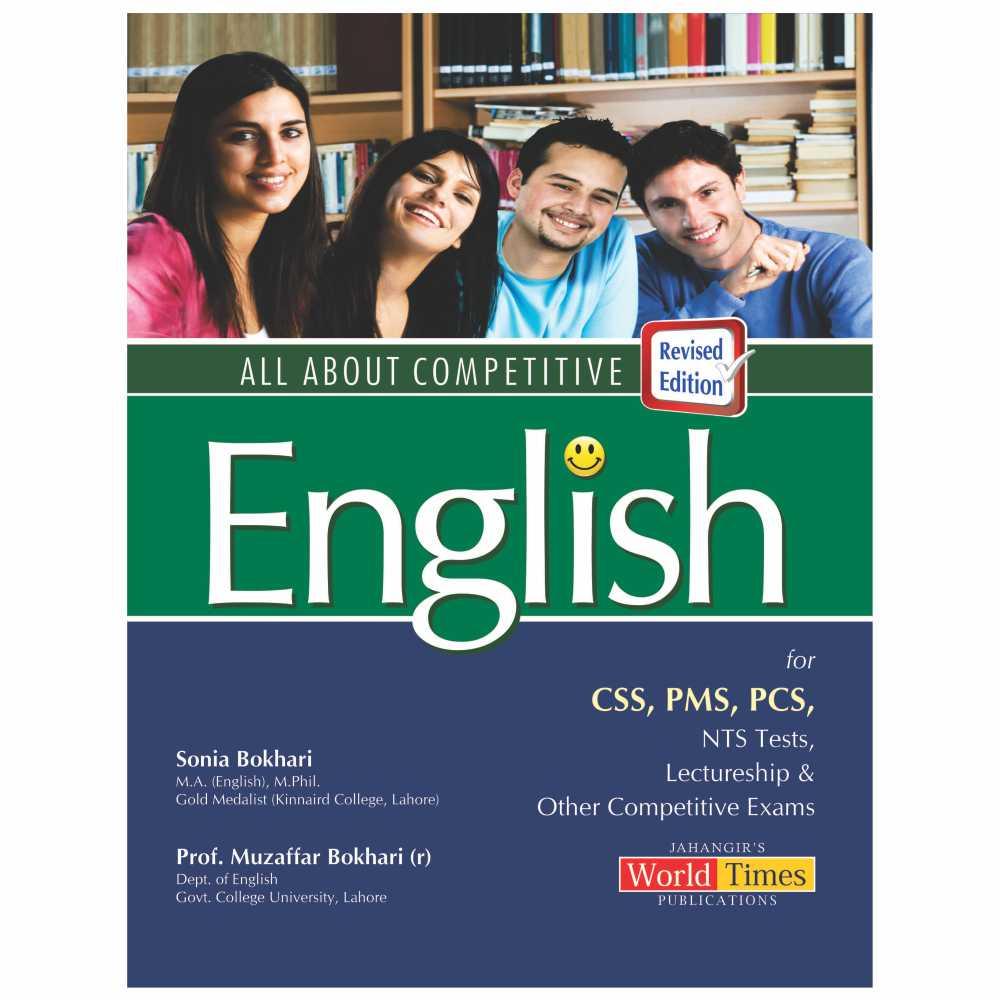 ALL ABOUT COMPETITIVE
Revised
Edition
English
for
CSS, PMS, PCS,
NTS Tests,
Lectureship &
Other Competitive Exams
Sonia Bokhari
M.A. (English), M.Phil.
Gold Medalist (Kinnaird College, Lahore)
Prof. Muzaffar Bokhari (r)
Dept. of English
Govt. College University, Lahore
JAHANGIR'S
World Times
PUBLICATIONS